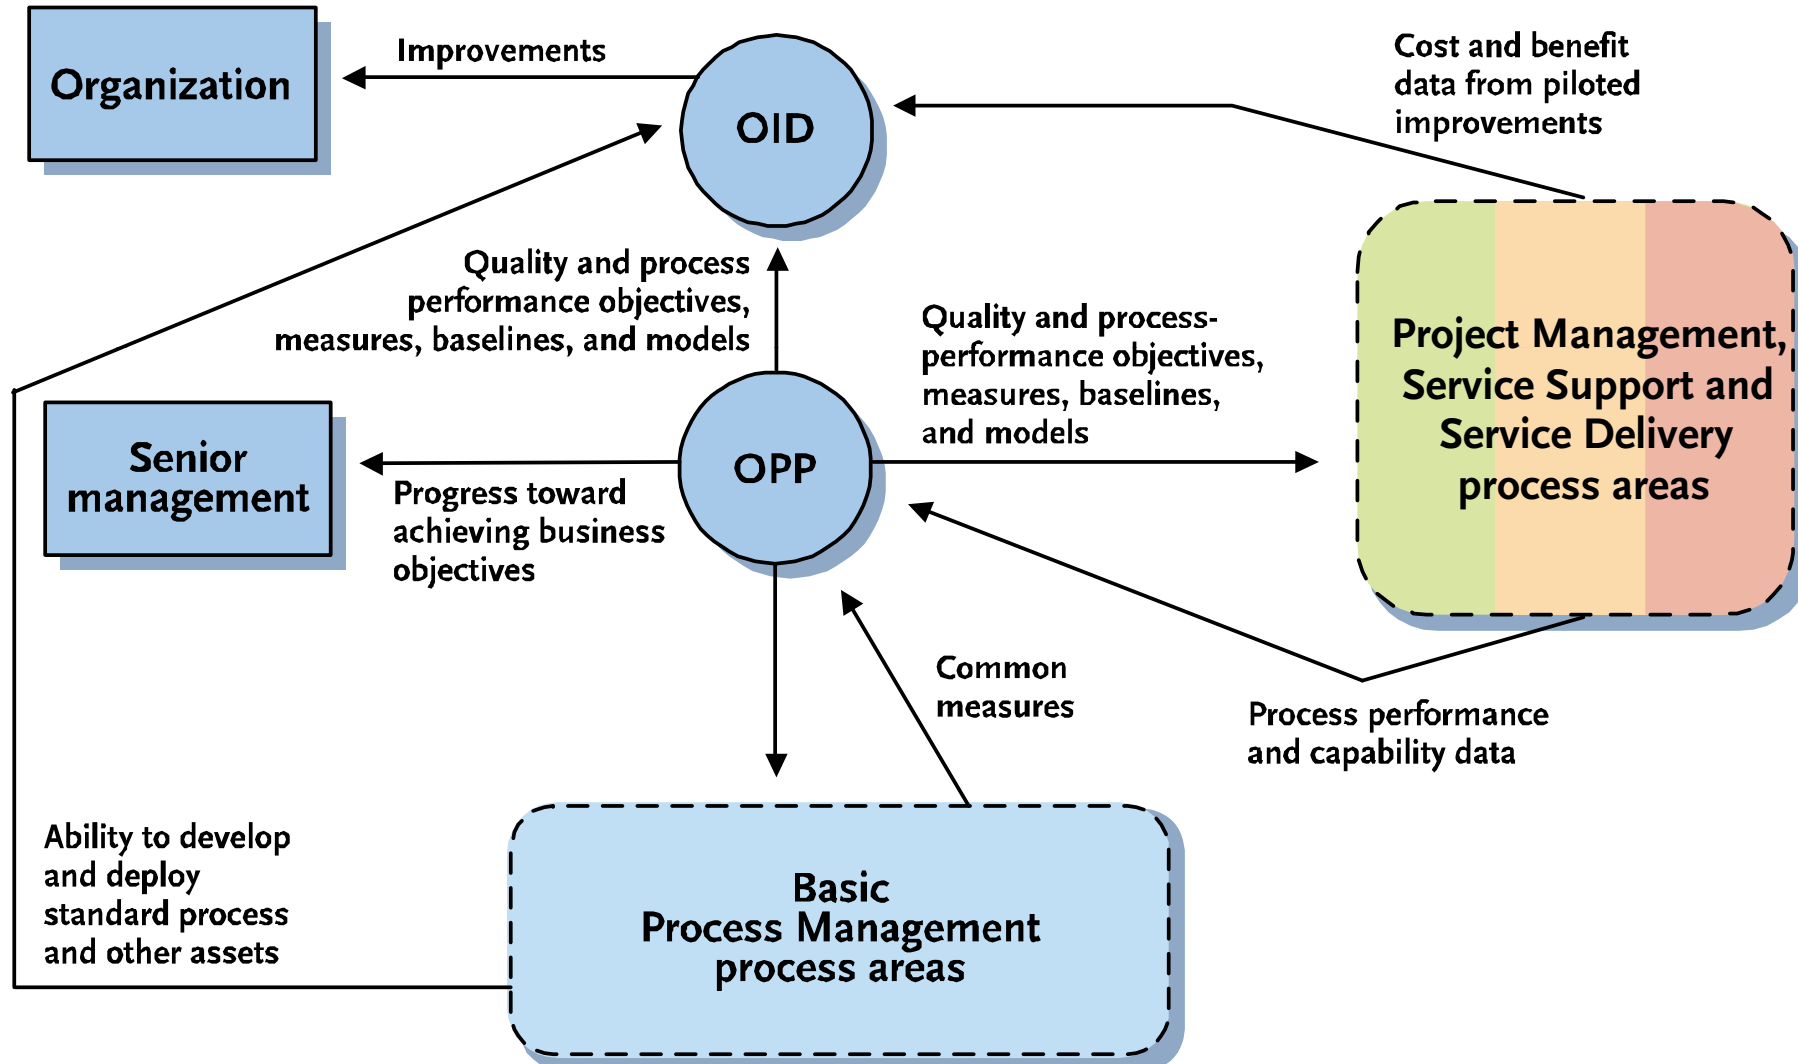 Organization
Improvements
OID
Cost and benefit
data from piloted
improvements
Quality and process
performance objectives,
measures, baselines, and models
Quality and process-
performance objectives,
measures, baselines,
and models
Project Management,
Service Support and
Service Delivery
process areas
Senior
management
Progress toward
achieving business
objectives
OPP
Common
measures
Process performance
and capability data
Ability to develop
and deploy
standard process
and other assets
Basic
Process Management
process areas